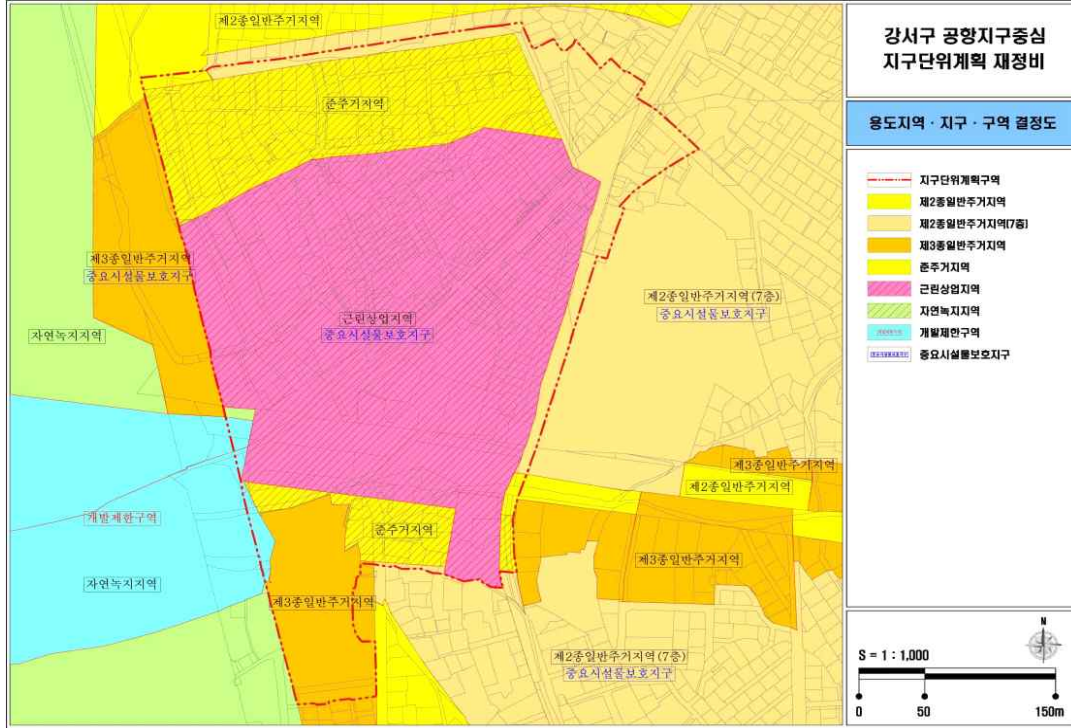 강서구 공항지구중심
지구단위계획 재정비
용도지역 · 지구 · 구역 결정도
지구단위계획구역
제2종일반주거지역
제2종일반주거지역(7층)
제3종일반주거지역
준주거지역
근린상업지역
자연녹지지역
개발제한구역
중요시설물보호지구
N
S = 1 : 1,000
0 50 150m
제2종일반주거지역
준주거지역
제3종일반주거지역
중요시설물보호지구
자연녹지지역
근린상업지역
중요시설물보호지구
제2종일반주거지역(7층)
중요시설물보호지구
제3종일반주거지역
제2종일반주거지역
개발제한구역
준주거지역
제3종일반주거지역
자연녹지지역
제3종일반주거지역
제2종일반주거지역(7층)
중요시설물보호지구